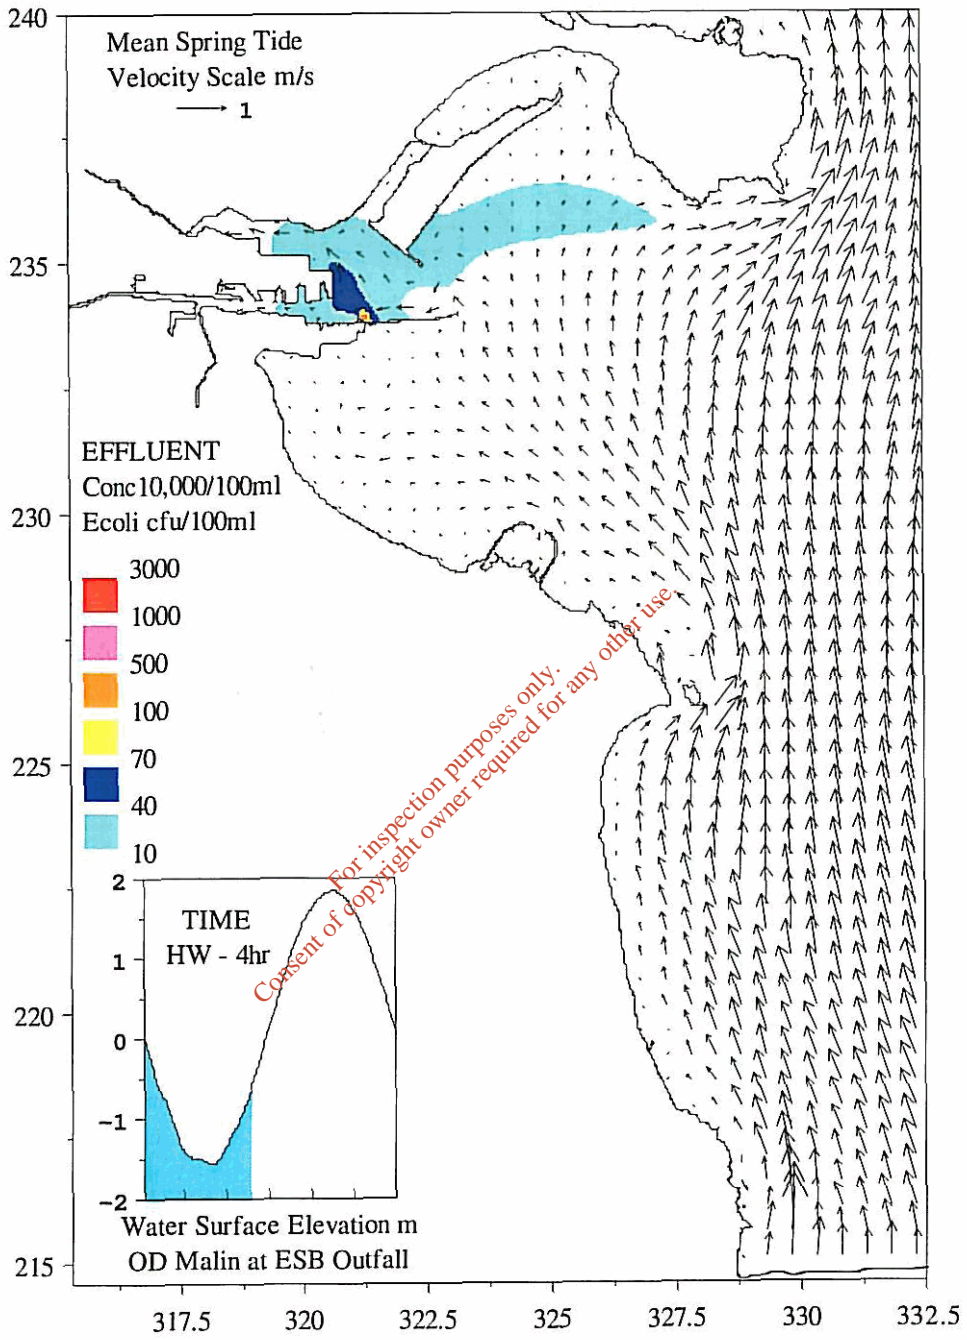 240
Mean Spring Tide
Velocity Scale m/s
1
235
EFFLUENT
Conc10,000/100ml
Ecoli cfu/100ml
230
3000
1000
500
100
70
40
10
225
For inspection purposes only.
Consent of copyright owner required for any other use.
2
TIME
HW - 4hr
1
220
0
-1
-2
Water Surface Elevation m
OD Malin at ESB Outfall
215
317.5 320 322.5 325 327.5 330 332.5